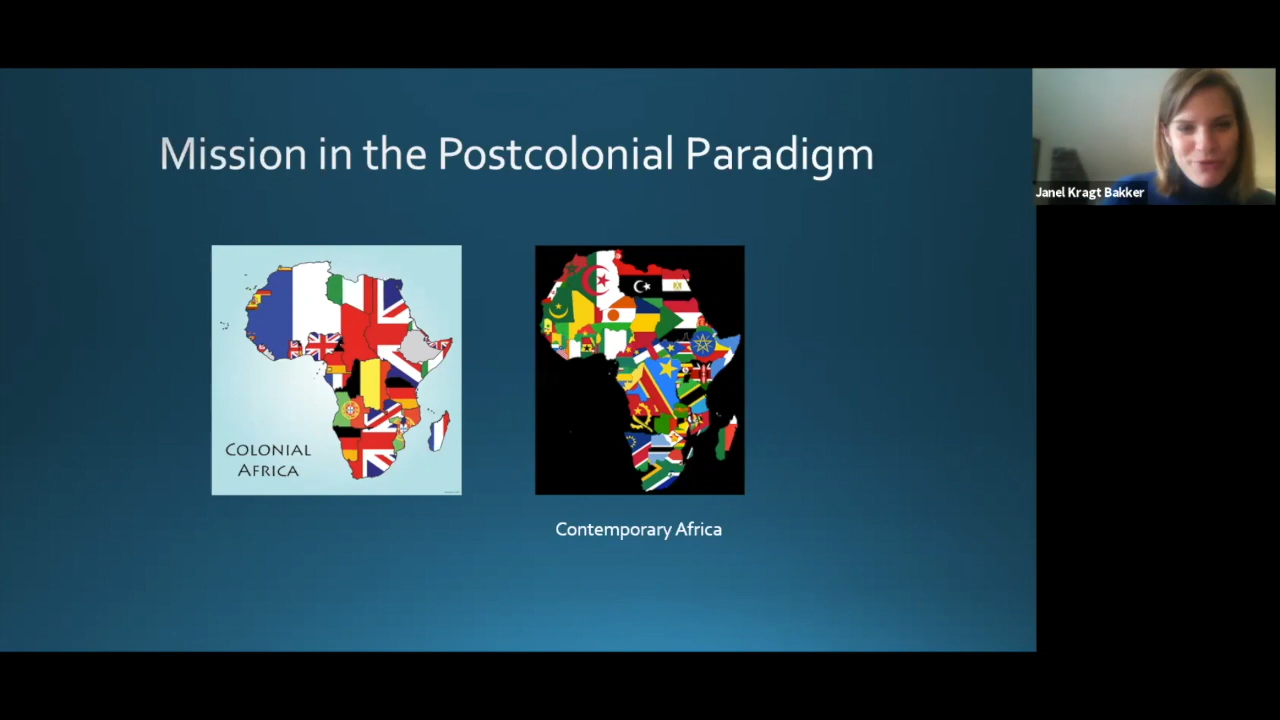 Mission in the Postcolonial Paradigm
Janel Kragt Bakker
COLONIAL
AFRICA
Contemporary Africa